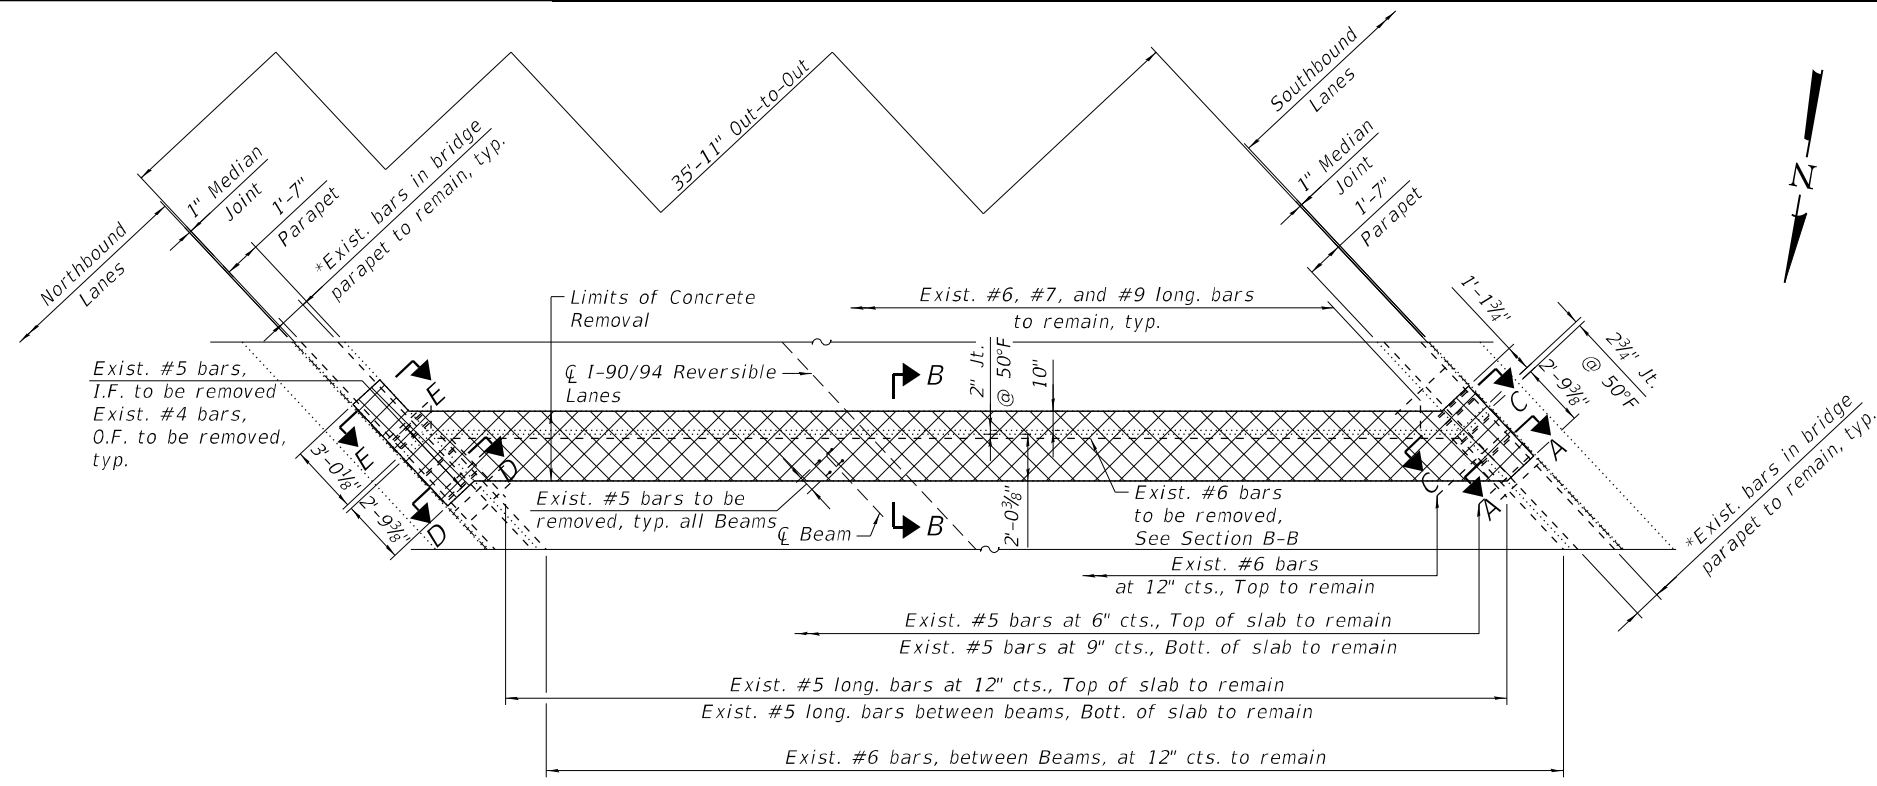 35'-11" Out-to-Out
Southbound
Lanes
1" Median
Joint
1'-7"
Parapet
*Exist. bars in bridge
parapet to remain, typ.
Northbound
Lanes
1" Median
Joint
1'-7"
Parapet
N
Limits of Concrete
Removal
Exist. #6, #7, and #9 long. bars
to remain, typ.
1'-1¾"
2¾" Jt.
@ 50°F
2'-9⅜"
Exist. #5 bars,
I.F. to be removed
Exist. #4 bars,
O.F. to be removed,
typ.
℄ I-90/94 Reversible
Lanes
B
2" Jt.
@ 50°F
10"
E
E
D
D
C
C
A
A
3'-0⅛"
2'-9⅜"
Exist. #5 bars to be
removed, typ. all Beams
℄ Beam
B
2'-0⅜"
Exist. #6 bars
to be removed,
See Section B-B
*Exist. bars in bridge
parapet to remain, typ.
Exist. #6 bars
at 12" cts., Top to remain
Exist. #5 bars at 6" cts., Top of slab to remain
Exist. #5 bars at 9" cts., Bott. of slab to remain
Exist. #5 long. bars at 12" cts., Top of slab to remain
Exist. #5 long. bars between beams, Bott. of slab to remain
Exist. #6 bars, between Beams, at 12" cts. to remain